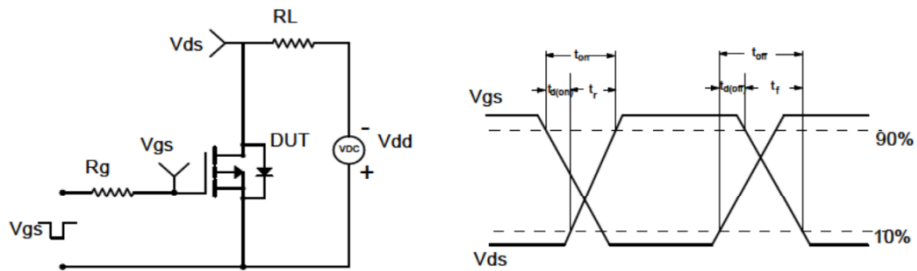 RL
Vds
Vgs
DUT
VDC
-
Vdd
+
Rg
Vgs
ton
toff
td(on)
tr
td(off)
tf
Vgs
90%
10%
Vds